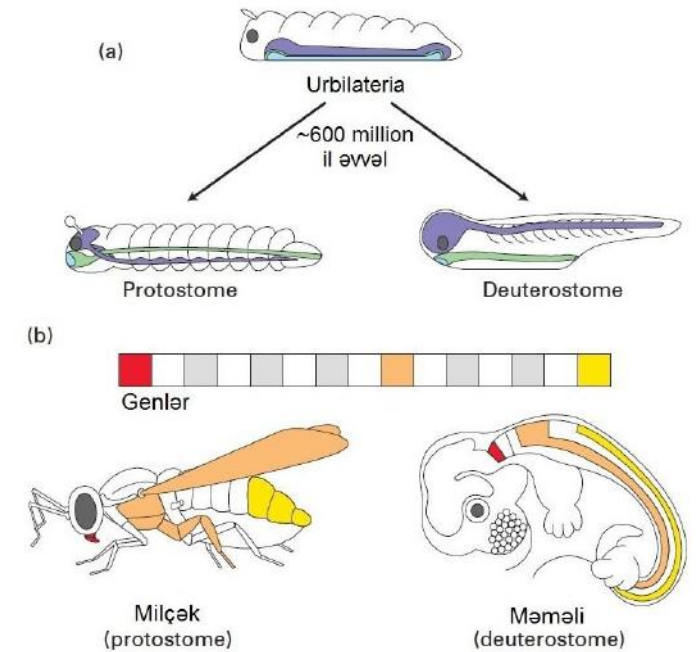 (a)
Urbilateria
~600 million
il əvvəl
Protostome
Deuterostome
(b)
Genlər
Milçək
(protostome)
Məməli
(deuterostome)